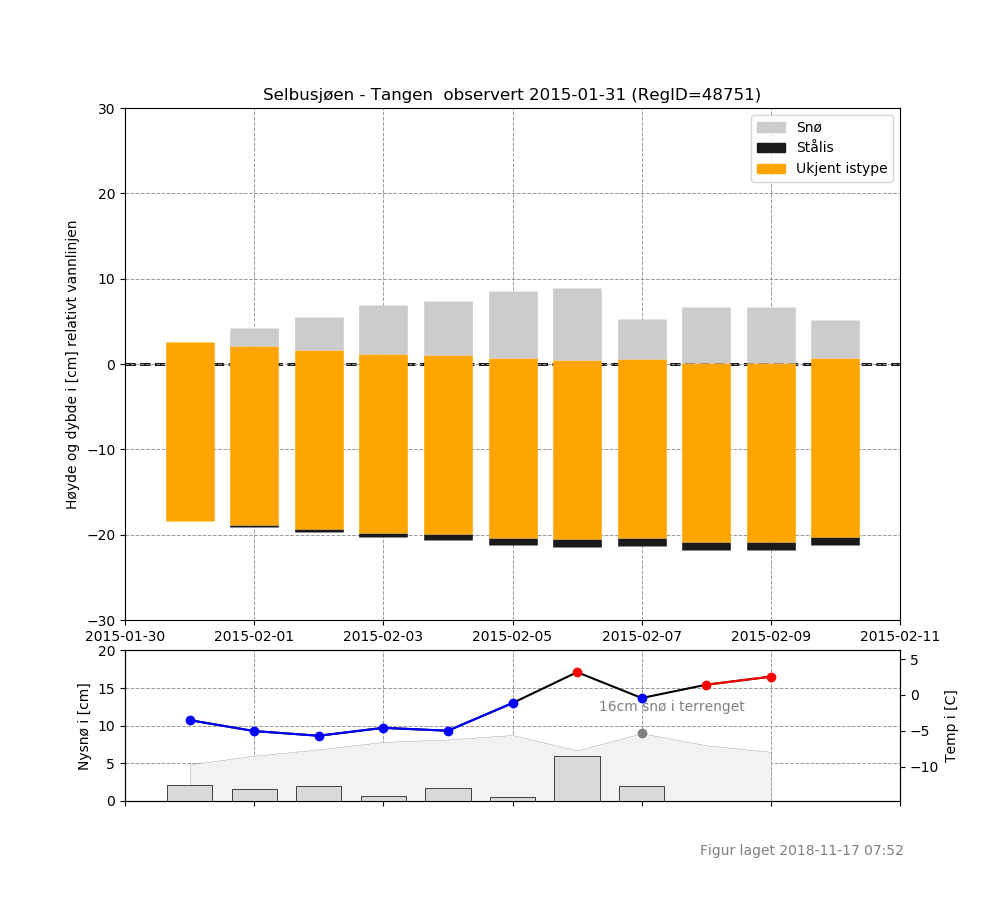 Selbusjøen - Tangen  observert 2015-01-31 (RegID=48751)
30
20
10
0
−10
−20
−30
Høyde og dybde i [cm] relativt vannlinjen
Snø
Stålis
Ukjent istype
2015-01-30
2015-02-01
2015-02-03
2015-02-05
2015-02-07
2015-02-09
2015-02-11
20
15
10
5
0
Nysnø i [cm]
16cm snø i terrenget
5
0
−5
−10
Temp i [C]
Figur laget 2018-11-17 07:52